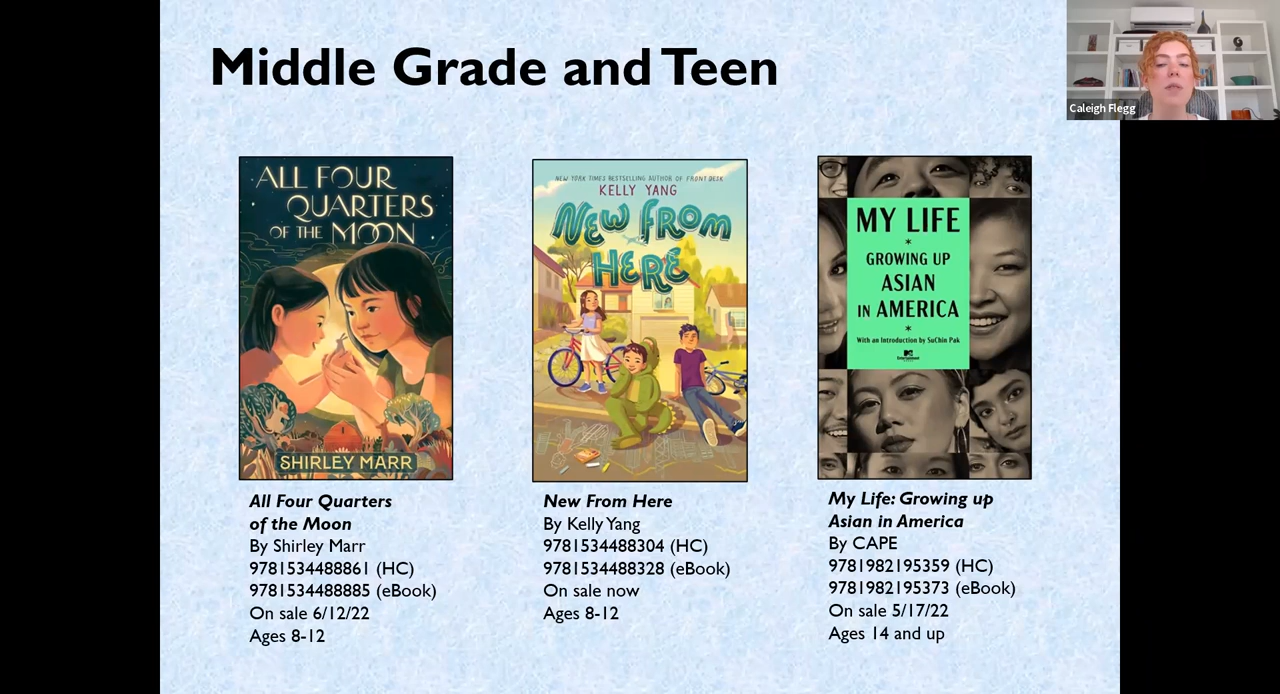 Middle Grade and Teen
Caleigh Flegg
ALL FOUR
QUARTERS
OF THE MOON
SHIRLEY MARR
NEW YORK TIMES BESTSELLING AUTHOR OF FRONT DESK
KELLY YANG
NEW FROM
HERE
MY LIFE
*
GROWING UP
ASIAN
IN AMERICA
*
With an Introduction by SuChin Pak
Entertainment
All Four Quarters
of the Moon
By Shirley Marr
9781534488861 (HC)
9781534488885 (eBook)
On sale 6/12/22
Ages 8-12
New From Here
By Kelly Yang
9781534488304 (HC)
9781534488328 (eBook)
On sale now
Ages 8-12
My Life: Growing up
Asian in America
By CAPE
9781982195359 (HC)
9781982195373 (eBook)
On sale 5/17/22
Ages 14 and up